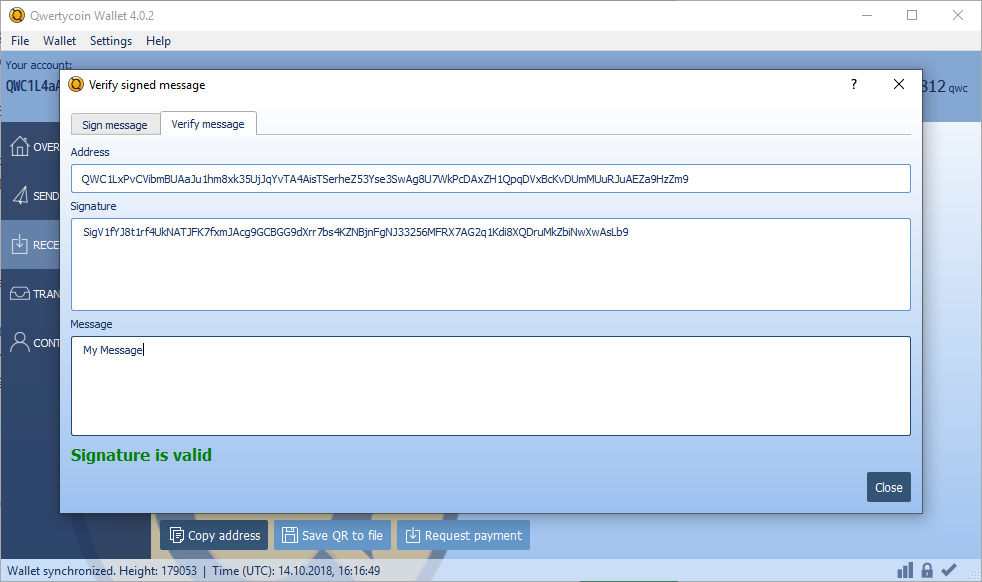 Qwertycoin Wallet 4.0.2
File Wallet Settings Help
Your account:
QWC1L4aA
312 qwc
Verify signed message
?
Sign message
Verify message
Address
QWC1LxPvCVibmBUAaJu1hm8xk35UjJqYvTA4AisTSerheZ53Yse3SwAg8U7WkPcDAxZH1QpqDVxBcKvDUmMUuRJuAEZa9HzZm9
Signature
SigV1fYJ8t1rf4UkNATJFK7fxmJAcg9GCBGG9dXrr7bs4KZNBjnFgNJ33256MFRX7AG2q1Kdi8XQDruMkZbiNwXwAsLb9
Message
My Message
Signature is valid
Close
OVER
SEND
RECE
TRAN
CONT
Copy address
Save QR to file
Request payment
Wallet synchronized. Height: 179053 | Time (UTC): 14.10.2018, 16:16:49